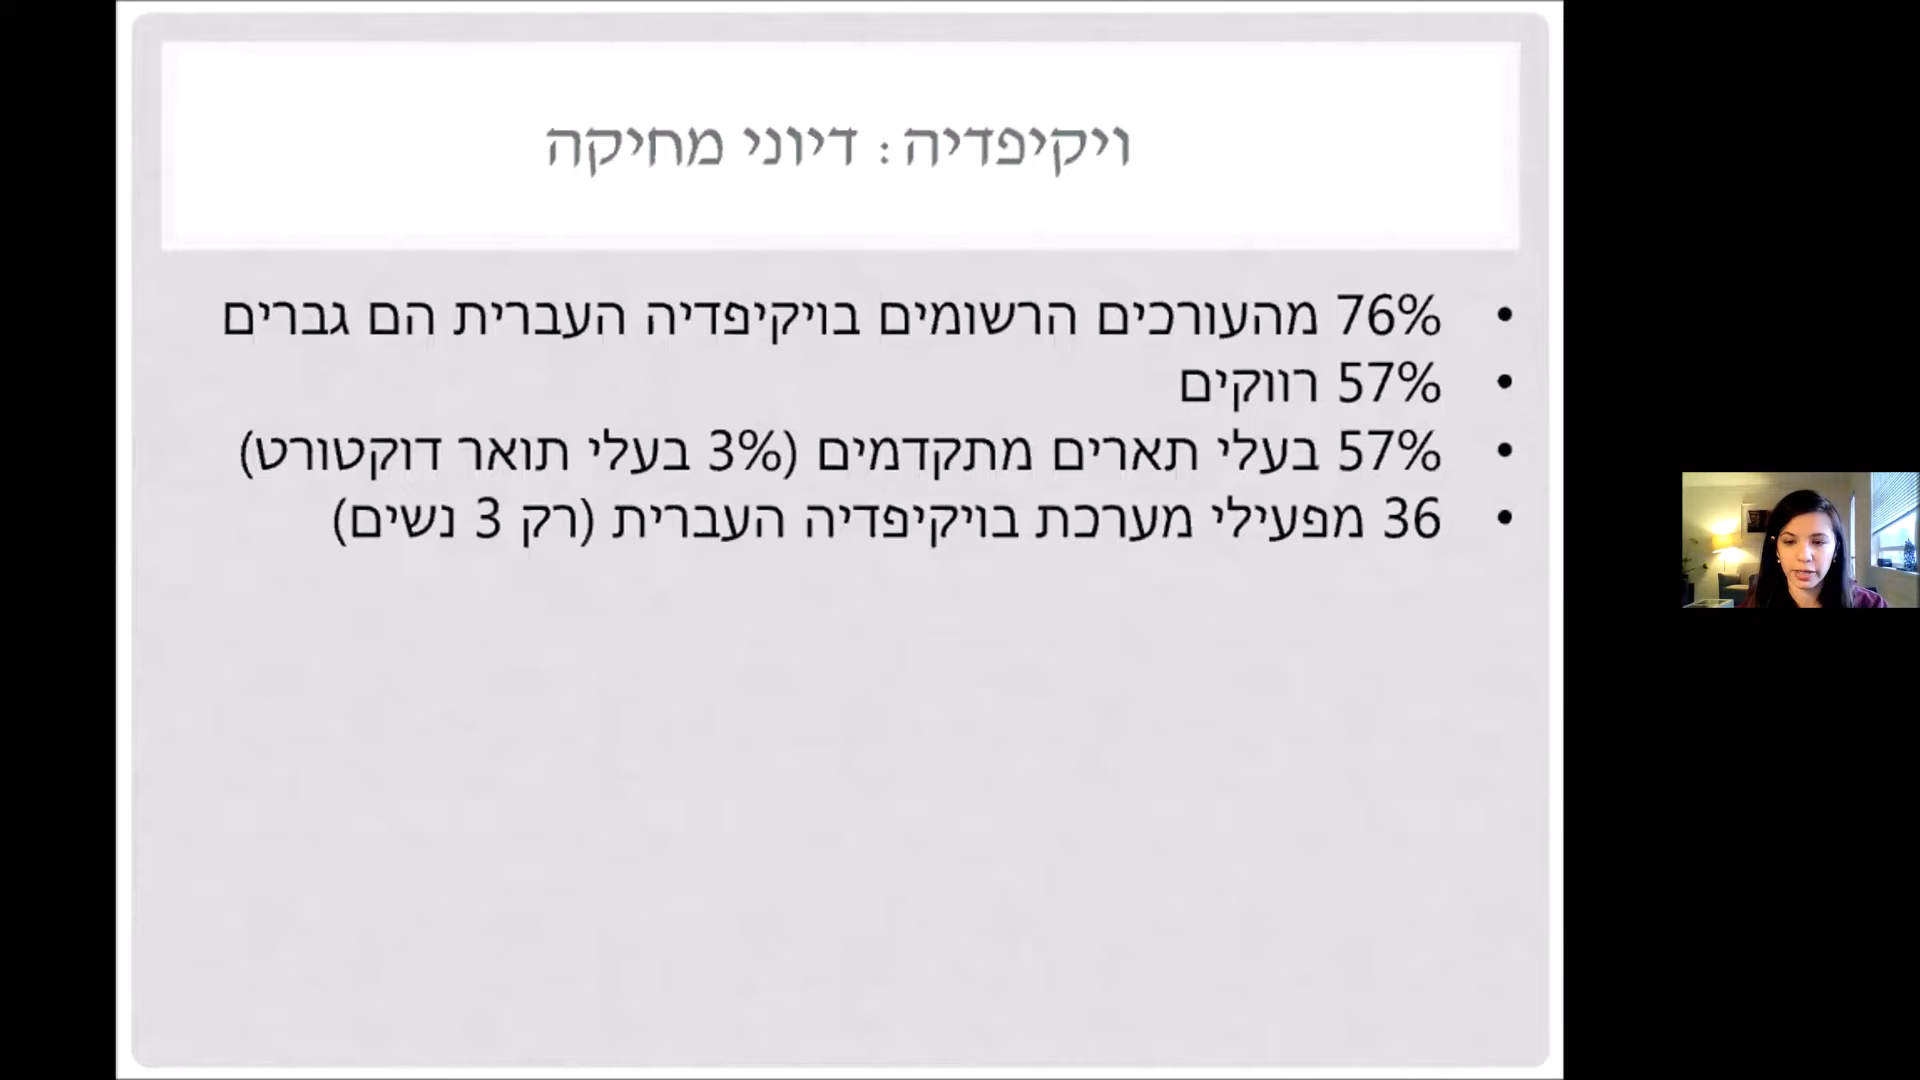 ויקיפדיה: דיוני מחיקה
• 76% מהעורכים הרשומים בויקיפדיה העברית הם גברים
• 57% רווקים
• 57% בעלי תארים מתקדמים (3% בעלי תואר דוקטורט)
• 36 מפעילי מערכת בויקיפדיה העברית (רק 3 נשים)